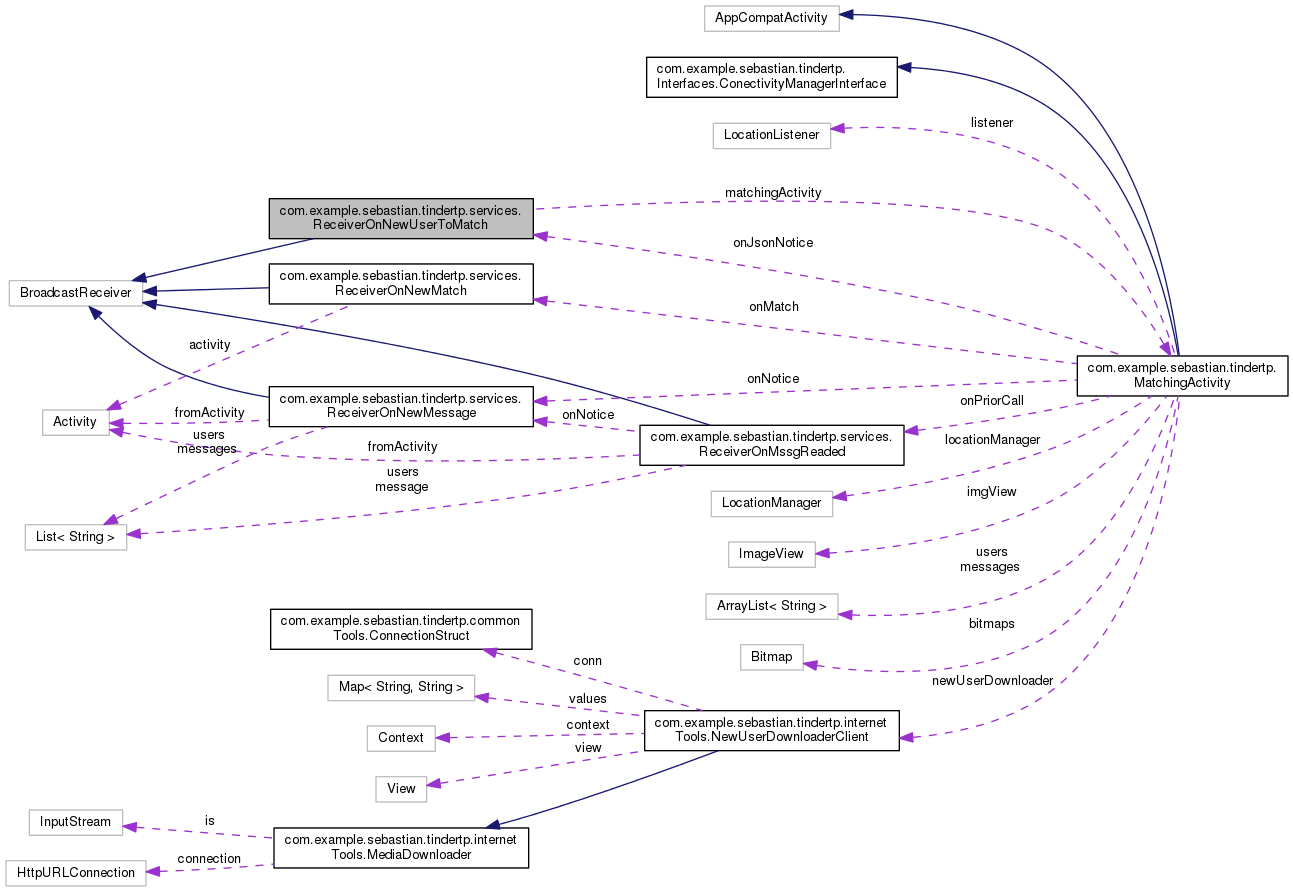 AppCompatActivity
com.example.sebastian.tindertp.
Interfaces.ConectivityManagerInterface
listener
LocationListener
matchingActivity
com.example.sebastian.tindertp.services.
ReceiverOnNewUserToMatch
onJsonNotice
BroadcastReceiver
com.example.sebastian.tindertp.services.
ReceiverOnNewMatch
onMatch
activity
com.example.sebastian.tindertp.
MatchingActivity
onNotice
com.example.sebastian.tindertp.services.
ReceiverOnNewMessage
onPriorCall
fromActivity
onNotice
Activity
users
messages
fromActivity
com.example.sebastian.tindertp.services.
ReceiverOnMssgReaded
locationManager
users
message
imgView
LocationManager
List< String >
ImageView
users
messages
ArrayList< String >
com.example.sebastian.tindertp.common
Tools.ConnectionStruct
bitmaps
Bitmap
conn
newUserDownloader
Map< String, String >
values
context
com.example.sebastian.tindertp.internet
Tools.NewUserDownloaderClient
Context
view
View
InputStream
is
com.example.sebastian.tindertp.internet
Tools.MediaDownloader
connection
HttpURLConnection